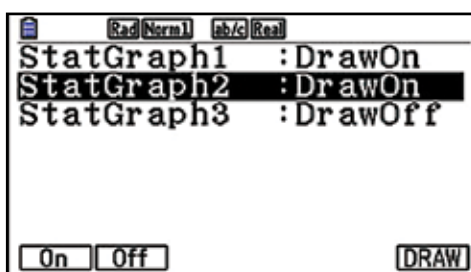 Rad Norm1 ab/c Real
StatGraph1 :DrawOn
StatGraph2 :DrawOn
StatGraph3 :DrawOff
On Off DRAW